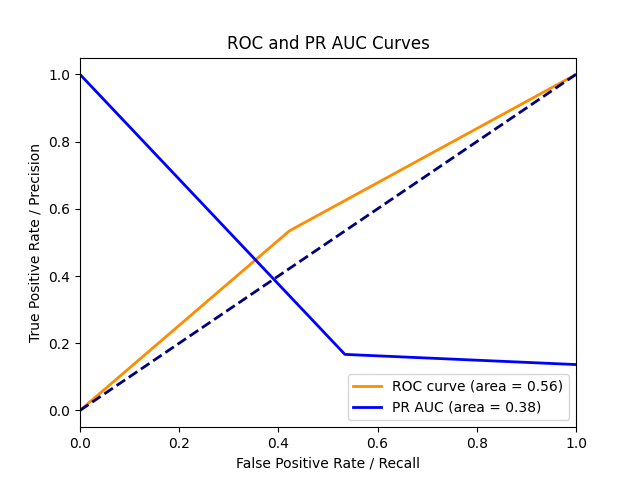 ROC and PR AUC Curves
True Positive Rate / Precision
1.0
0.8
0.6
0.4
0.2
0.0
ROC curve (area = 0.56)
PR AUC (area = 0.38)
0.0 0.2 0.4 0.6 0.8 1.0
False Positive Rate / Recall